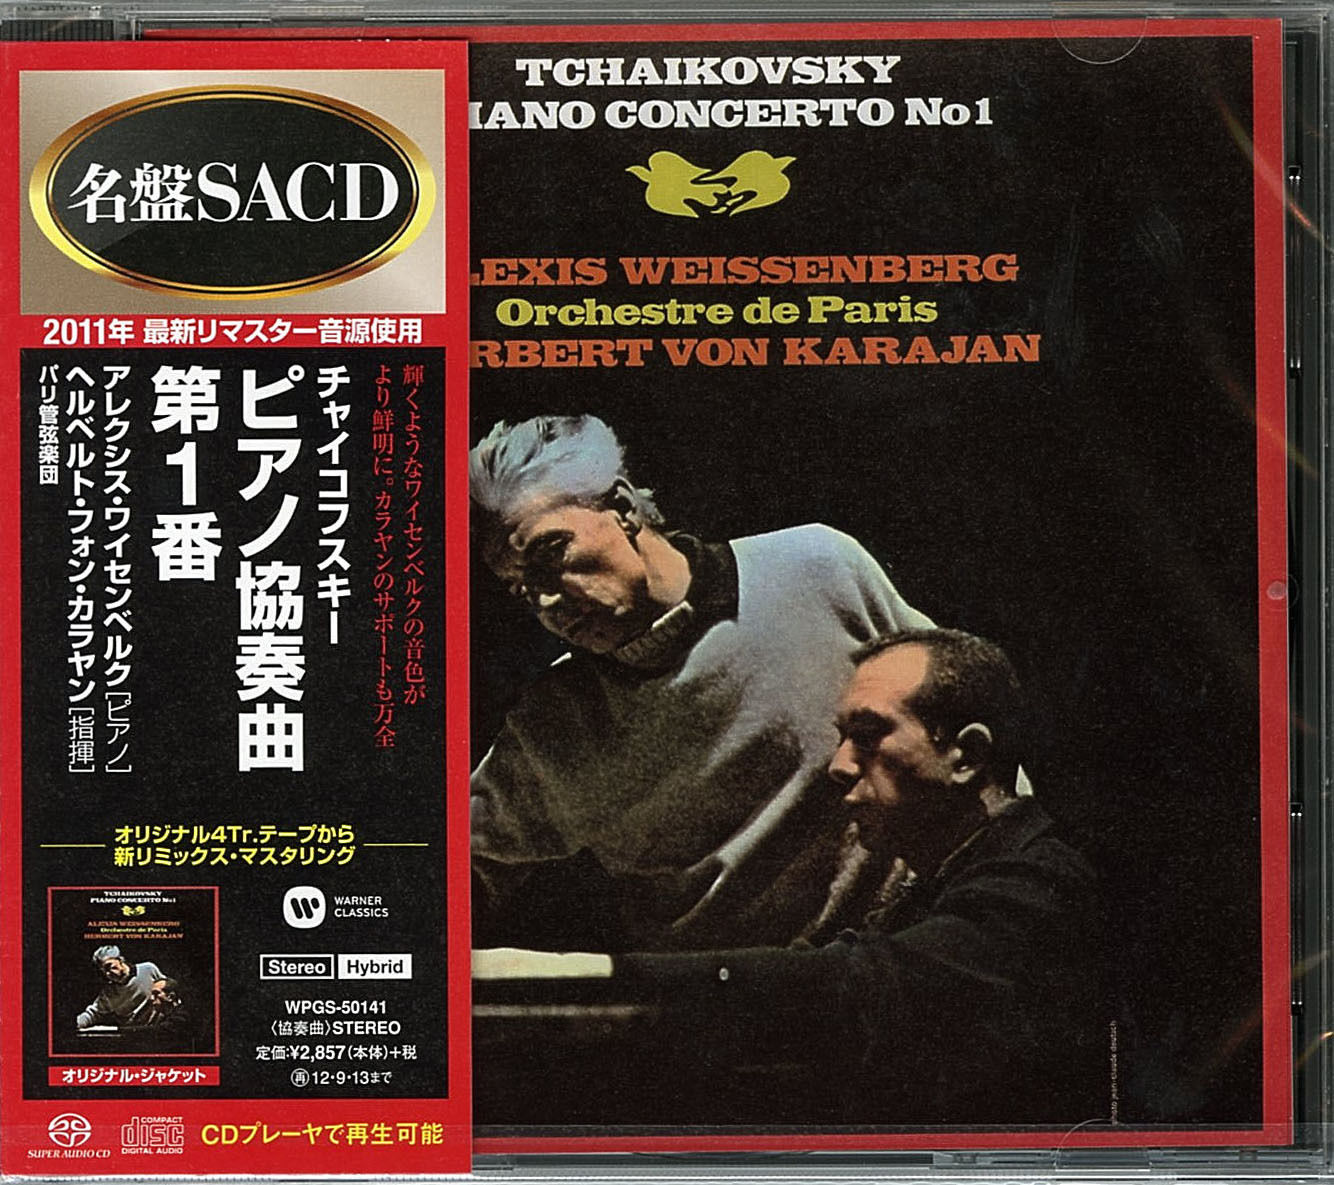 名盤SACD
2011年 最新リマスター音源使用
輝くようなワイセンベルクの音色が
より鮮明に。カラヤンのサポートも万全
チャイコフスキー
ピアノ協奏曲
第1番
アレクシス・ワイセンベルク[ピアノ]
ヘルベルト・フォン・カラヤン[指揮]
パリ管弦楽団
オリジナル4Tr.テープから
新リミックス・マスタリング
TCHAIKOVSKY
PIANO CONCERTO No1
ALEXIS WEISSENBERG
Orchestre de Paris
HERBERT VON KARAJAN
オリジナル・ジャケット
WARNER
CLASSICS
Stereo Hybrid
WPGS-50141
〈協奏曲〉STEREO
定価:¥2,857(本体)+税
再12・9・13まで
SUPER AUDIO CD
COMPACT
disc
DIGITAL AUDIO
CDプレーヤで再生可能
TCHAIKOVSKY
IANO CONCERTO No1
LEXIS WEISSENBERG
Orchestre de Paris
RBERT VON KARAJAN
photo jean-claude deutsch